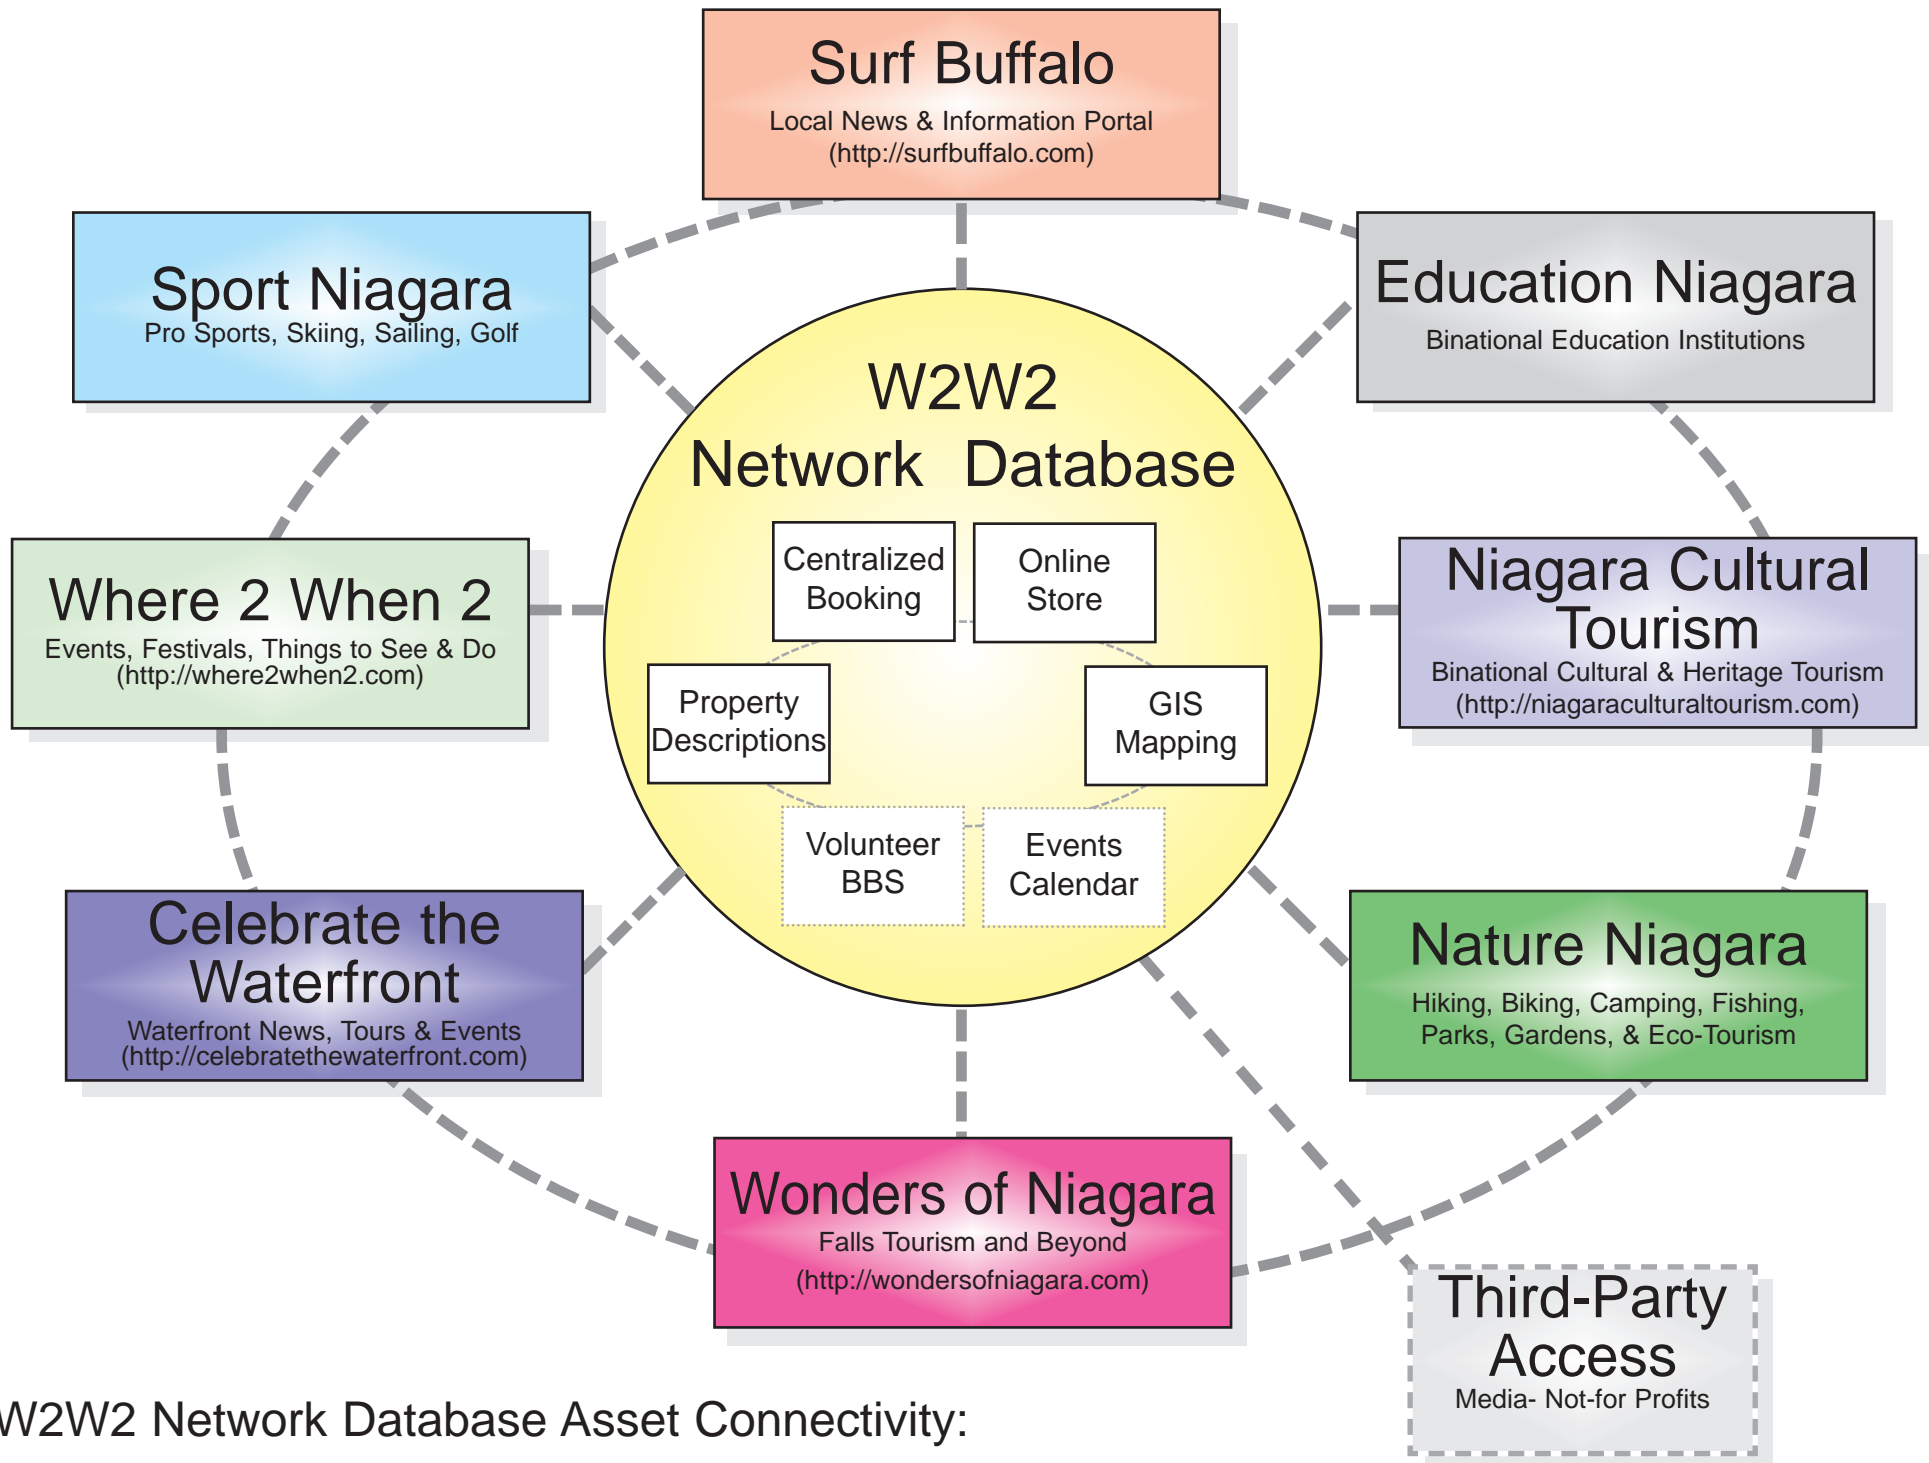 Surf Buffalo
Local News & Information Portal
(http://surfbuffalo.com)
Sport Niagara
Pro Sports, Skiing, Sailing, Golf
Education Niagara
Binational Education Institutions
W2W2
Network Database
Centralized
Booking
Online
Store
Property
Descriptions
GIS
Mapping
Volunteer
BBS
Events
Calendar
Where 2 When 2
Events, Festivals, Things to See & Do
(http://where2when2.com)
Niagara Cultural
Tourism
Binational Cultural & Heritage Tourism
(http://niagaraculturaltourism.com)
Celebrate the
Waterfront
Waterfront News, Tours & Events
(http://celebratethewaterfront.com)
Nature Niagara
Hiking, Biking, Camping, Fishing,
Parks, Gardens, & Eco-Tourism
Wonders of Niagara
Falls Tourism and Beyond
(http://wondersofniagara.com)
Third-Party
Access
Media- Not-for Profits
W2W2 Network Database Asset Connectivity: